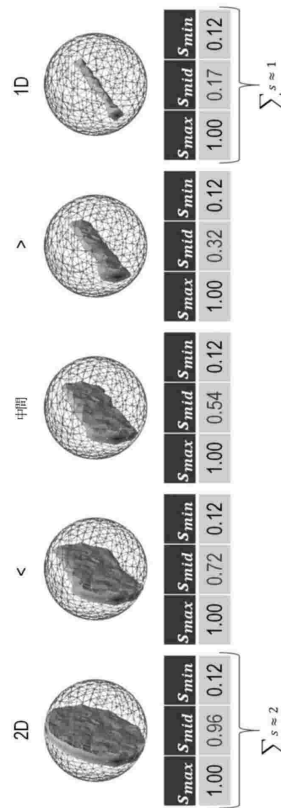 2D < 中間 > 1D
Smax Smid Smin Smax Smid Smin Smax Smid Smin Smax Smid Smin Smax Smid Smin
1.00 0.96 0.12 1.00 0.72 0.12 1.00 0.54 0.12 1.00 0.32 0.12 1.00 0.17 0.12
∑ s ≈ 2 ∑ s ≈ 1